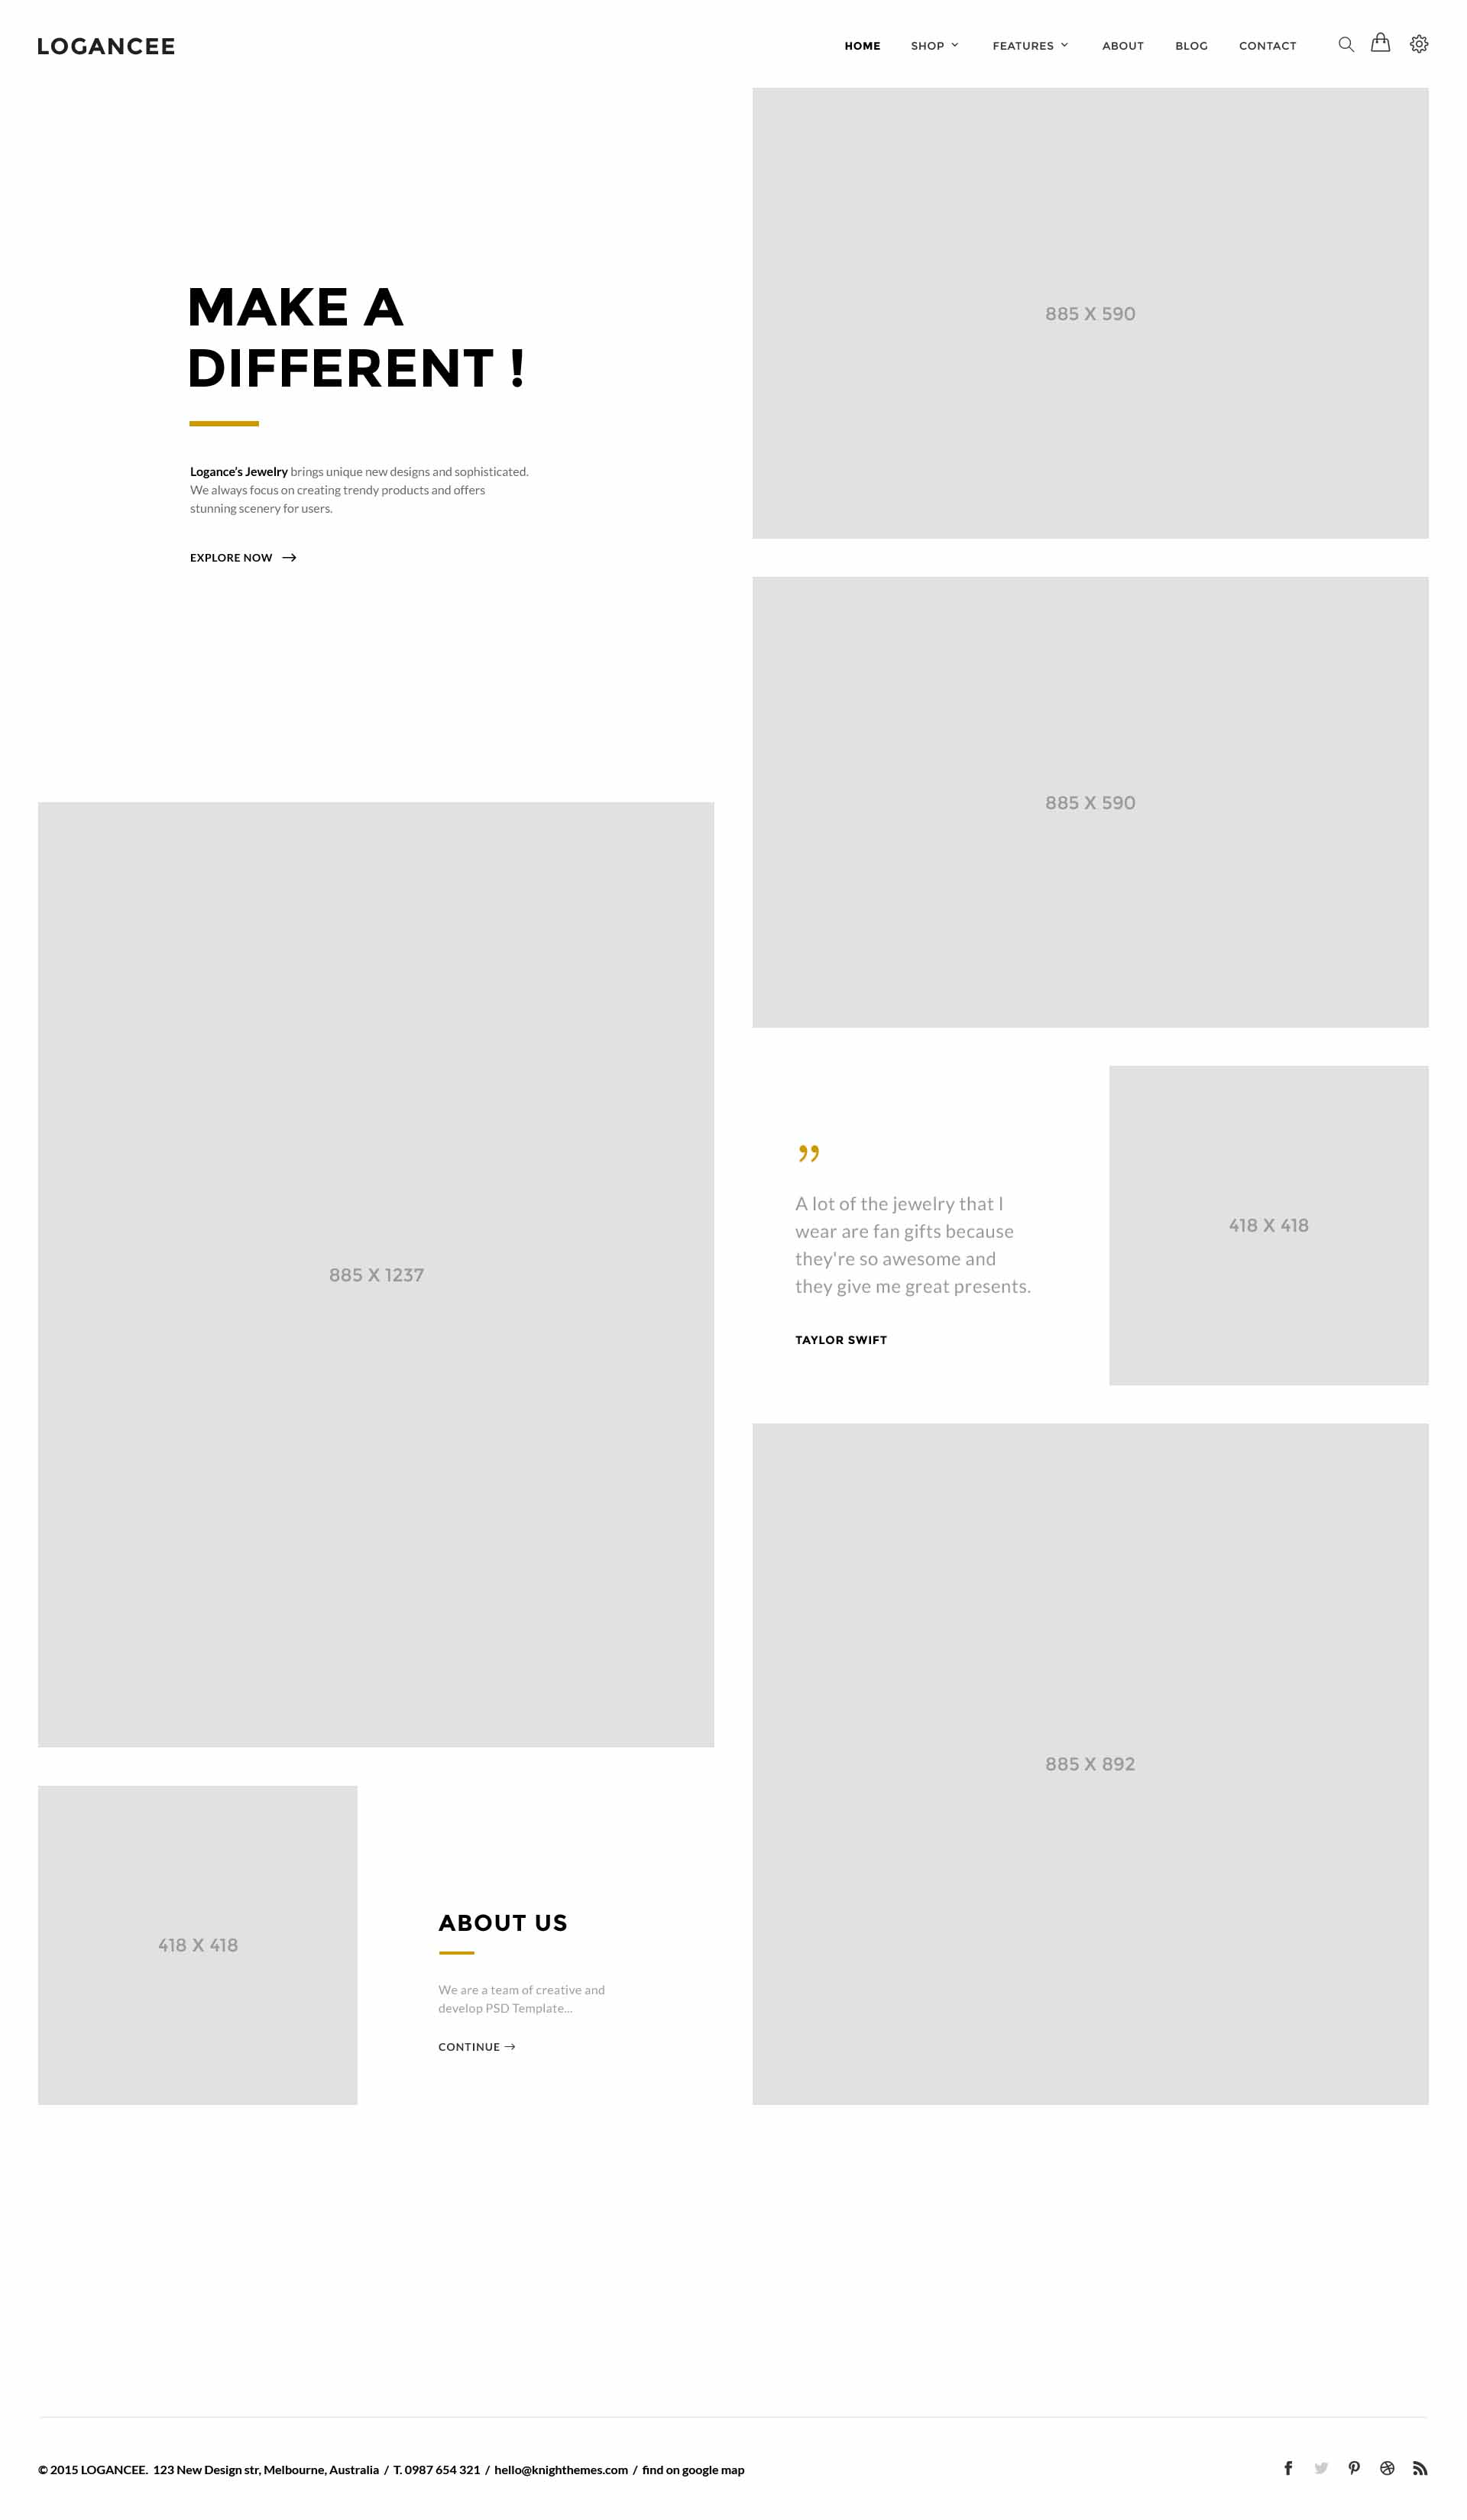 LOGANCEE
HOME SHOP FEATURES ABOUT BLOG CONTACT
885 X 590
MAKE A
DIFFERENT !
Logance's Jewelry brings unique new designs and sophisticated.
We always focus on creating trendy products and offers
stunning scenery for users.
EXPLORE NOW →
885 X 590
885 X 1237
”
A lot of the jewelry that I
wear are fan gifts because
they're so awesome and
they give me great presents.
TAYLOR SWIFT
418 X 418
885 X 892
418 X 418
ABOUT US
We are a team of creative and
develop PSD Template...
CONTINUE →
© 2015 LOGANCEE. 123 New Design str, Melbourne, Australia / T. 0987 654 321 / hello@knighthemes.com / find on google map